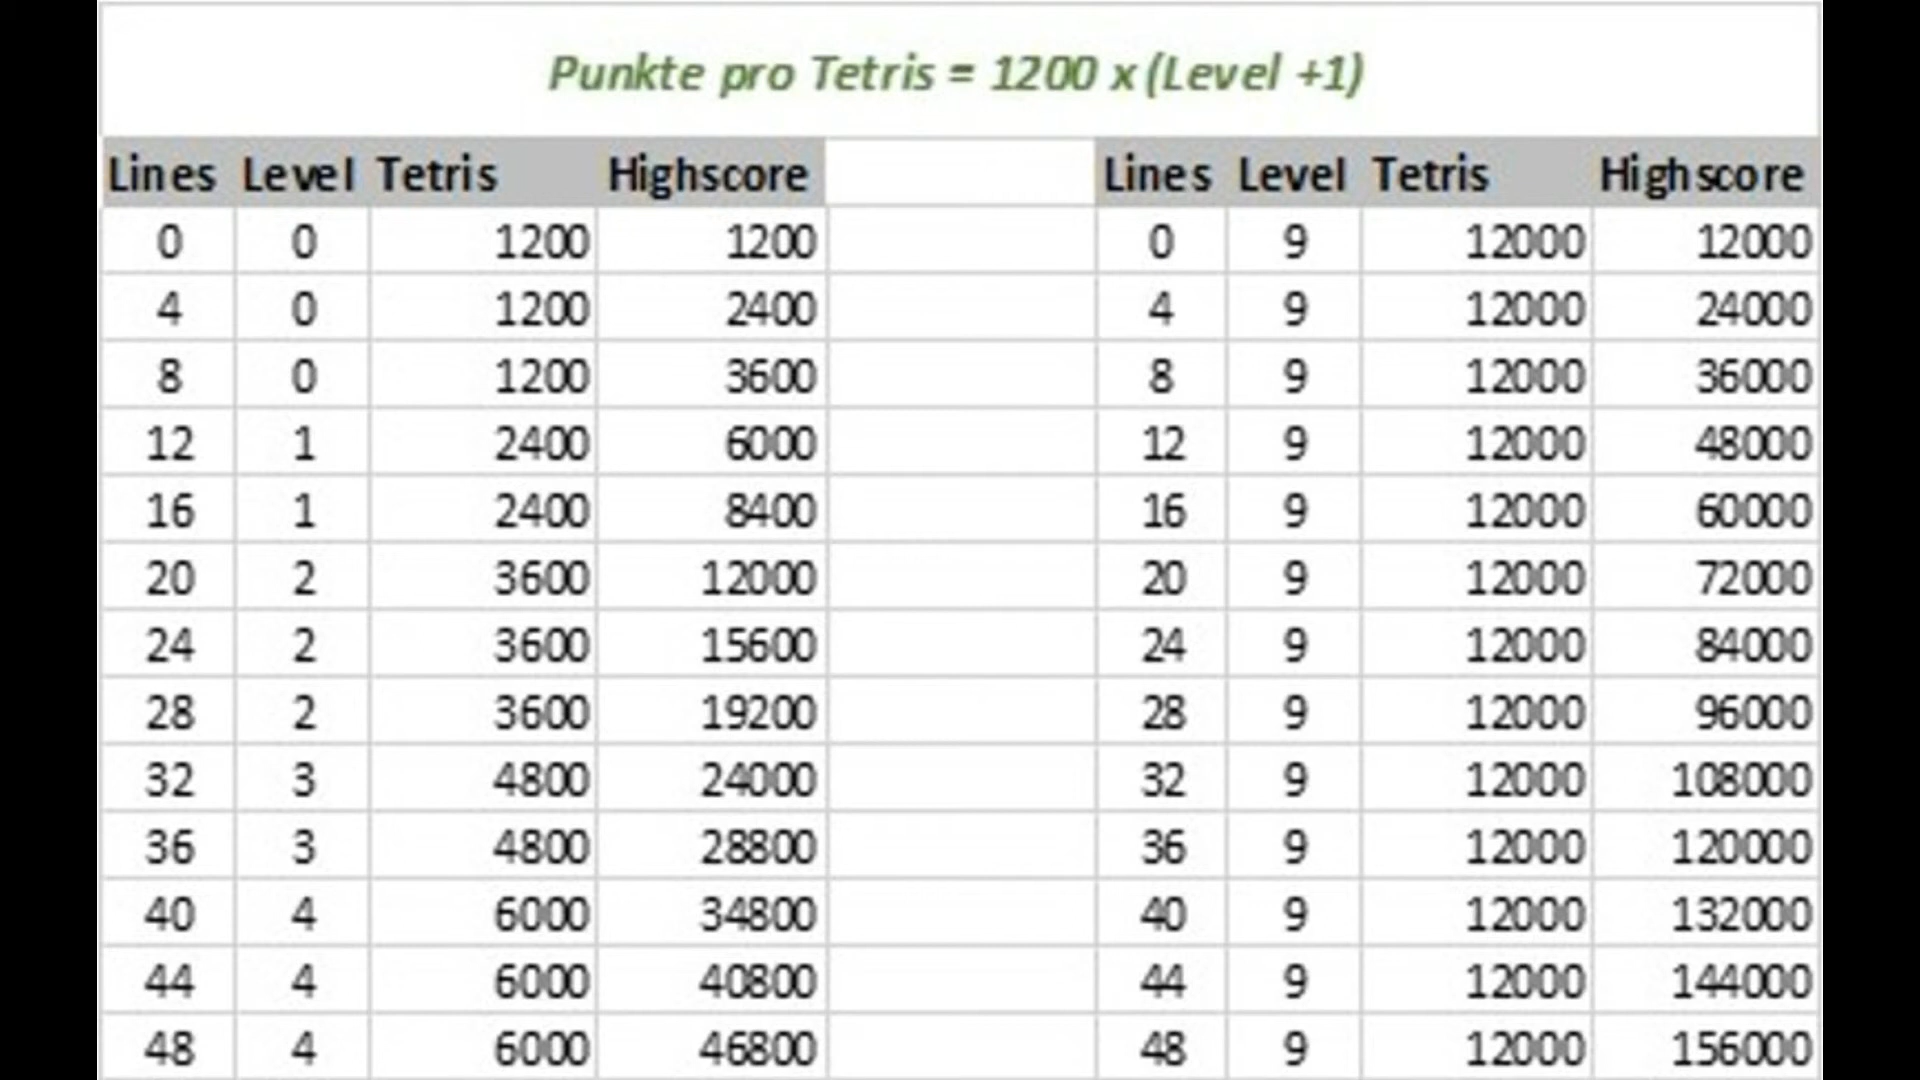 Punkte pro Tetris = 1200 x (Level +1)
Lines Level Tetris Highscore Lines Level Tetris Highscore
0 0 1200 1200 0 9 12000 12000
4 0 1200 2400 4 9 12000 24000
8 0 1200 3600 8 9 12000 36000
12 1 2400 6000 12 9 12000 48000
16 1 2400 8400 16 9 12000 60000
20 2 3600 12000 20 9 12000 72000
24 2 3600 15600 24 9 12000 84000
28 2 3600 19200 28 9 12000 96000
32 3 4800 24000 32 9 12000 108000
36 3 4800 28800 36 9 12000 120000
40 4 6000 34800 40 9 12000 132000
44 4 6000 40800 44 9 12000 144000
48 4 6000 46800 48 9 12000 156000